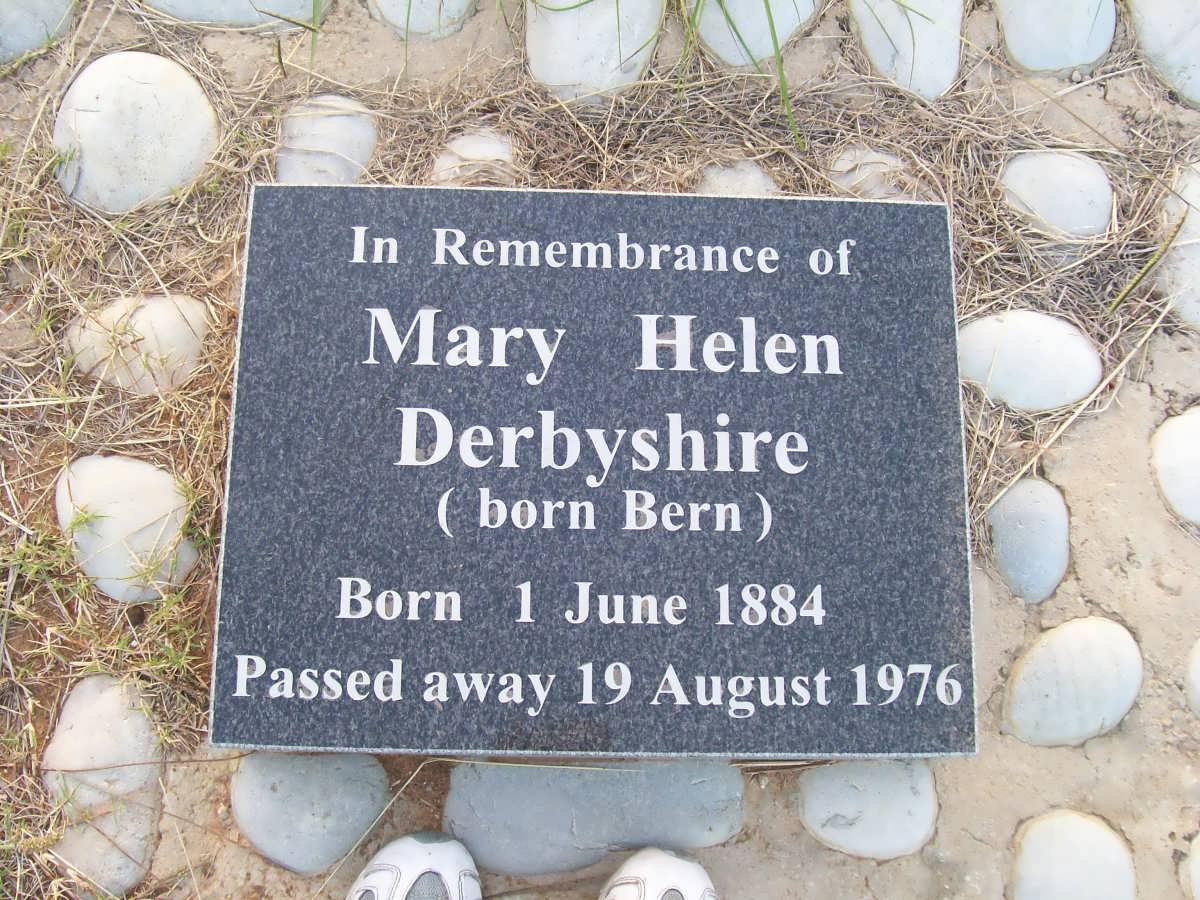 In Remembrance of
Mary Helen
Derbyshire
( born Bern )
Born 1 June 1884
Passed away 19 August 1976